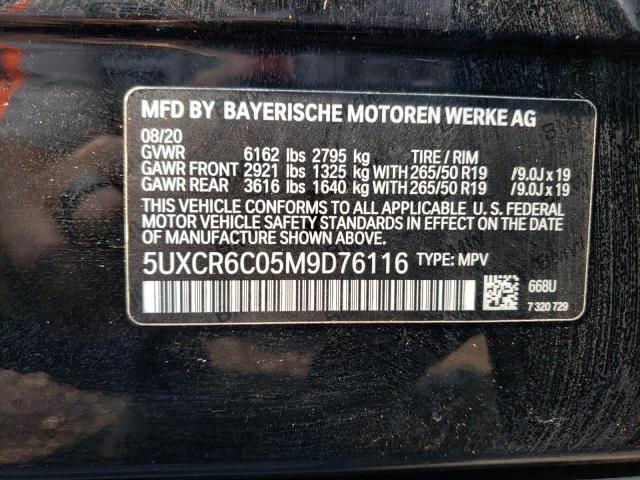 MFD BY BAYERISCHE MOTOREN WERKE AG
08/20
GVWR 6162 lbs 2795 kg TIRE / RIM
GAWR FRONT 2921 lbs 1325 kg WITH 265/50 R19 /9.0J x 19
GAWR REAR 3616 lbs 1640 kg WITH 265/50 R19 /9.0J x 19
THIS VEHICLE CONFORMS TO ALL APPLICABLE U. S. FEDERAL
MOTOR VEHICLE SAFETY STANDARDS IN EFFECT ON THE DATE
OF MANUFACTURE SHOWN ABOVE.
5UXCR6C05M9D76116 TYPE: MPV
668U
7 320 729